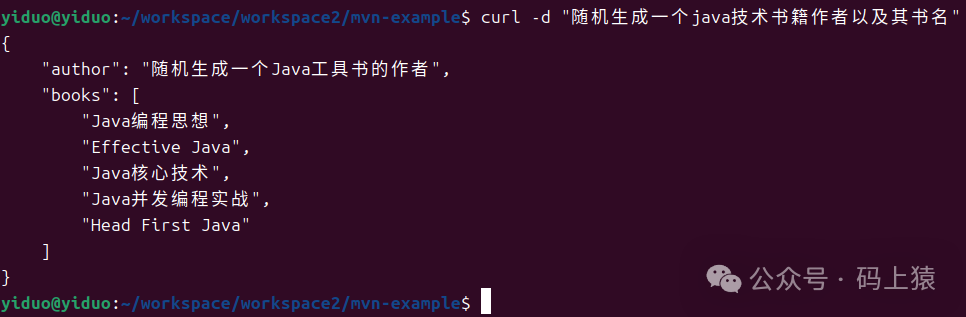 yiduo@yiduo:~/workspace/workspace2/mvn-example$ curl -d "随机生成一个java技术书籍作者以及其书名"
{
    "author": "随机生成一个Java工具书的作者",
    "books": [
        "Java编程思想",
        "Effective Java",
        "Java核心技术",
        "Java并发编程实战",
        "Head First Java"
    ]
}
公众号 · 码上猿
yiduo@yiduo:~/workspace/workspace2/mvn-example$